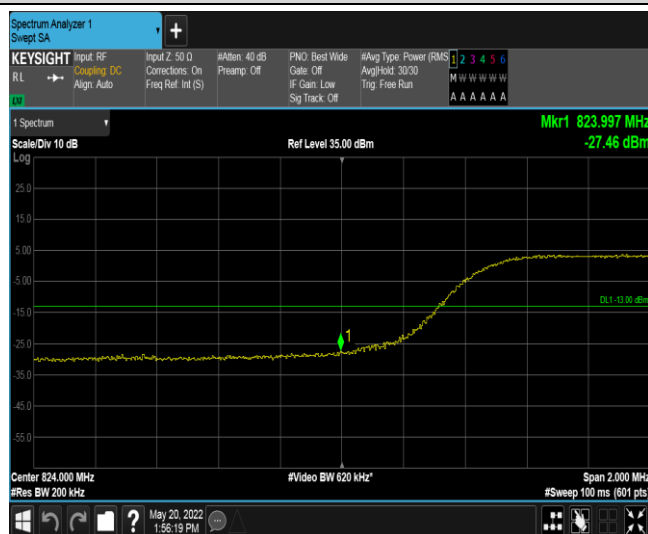 Spectrum Analyzer 1
Swept SA
+
KEYSIGHT Input: RF Input Z: 50 Ω #Atten: 40 dB PNO: Best Wide #Avg Type: Power (RMS 1 2 3 4 5 6
RL Coupling: DC Corrections: On Preamp: Off Gate: Off Avg|Hold: 30/30 M W W W W W
Align: Auto Freq Ref: Int (S) IF Gain: Low Trig: Free Run
Sig Track: Off A A A A A A
LXI
1 Spectrum Mkr1 823.997 MHz
Scale/Div 10 dB Ref Level 35.00 dBm -27.46 dBm
Log
25.0
15.0
5.00
-5.00
DL1 -13.00 dBm
-15.0
1
-25.0
-35.0
-45.0
-55.0
Center 824.000 MHz #Video BW 620 kHz* Span 2.000 MHz
#Res BW 200 kHz #Sweep 100 ms (601 pts)
? May 20, 2022
1:56:19 PM